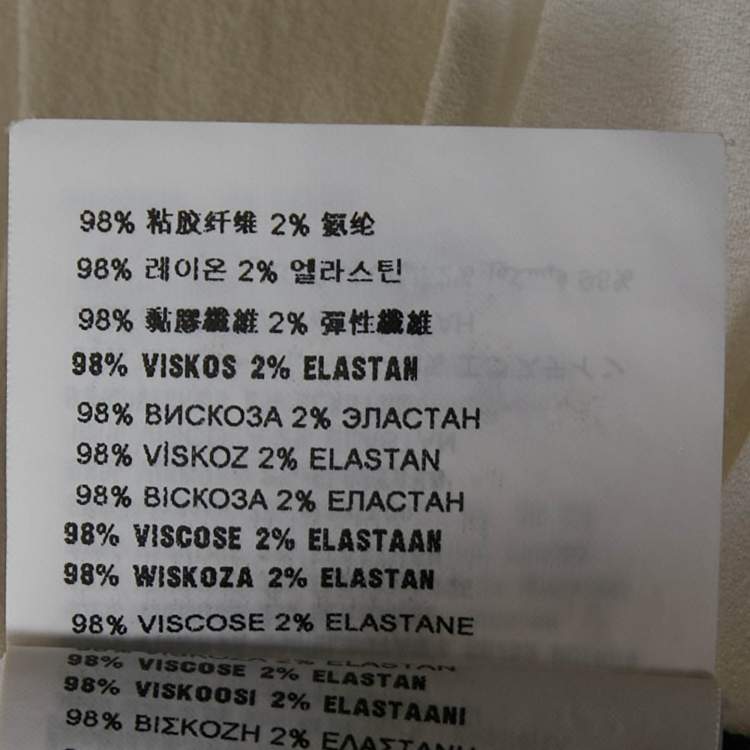 98% 粘胶纤维 2% 氨纶
98% 레이온 2% 엘라스틴
98% 黏膠纖維 2% 彈性纖維
98% VISKOS 2% ELASTAN
98% ВИСКОЗА 2% ЭЛАСТАН
98% VİSKOZ 2% ELASTAN
98% ВІСКОЗА 2% ЕЛАСТАН
98% VISCOSE 2% ELASTAAN
98% WISKOZA 2% ELASTAN
98% VISCOSE 2% ELASTANE
98% VISCOSE 2% ELASTAN
98% VISKOOSI 2% ELASTAANI
98% ΒΙΣΚΟΖΗ 2%